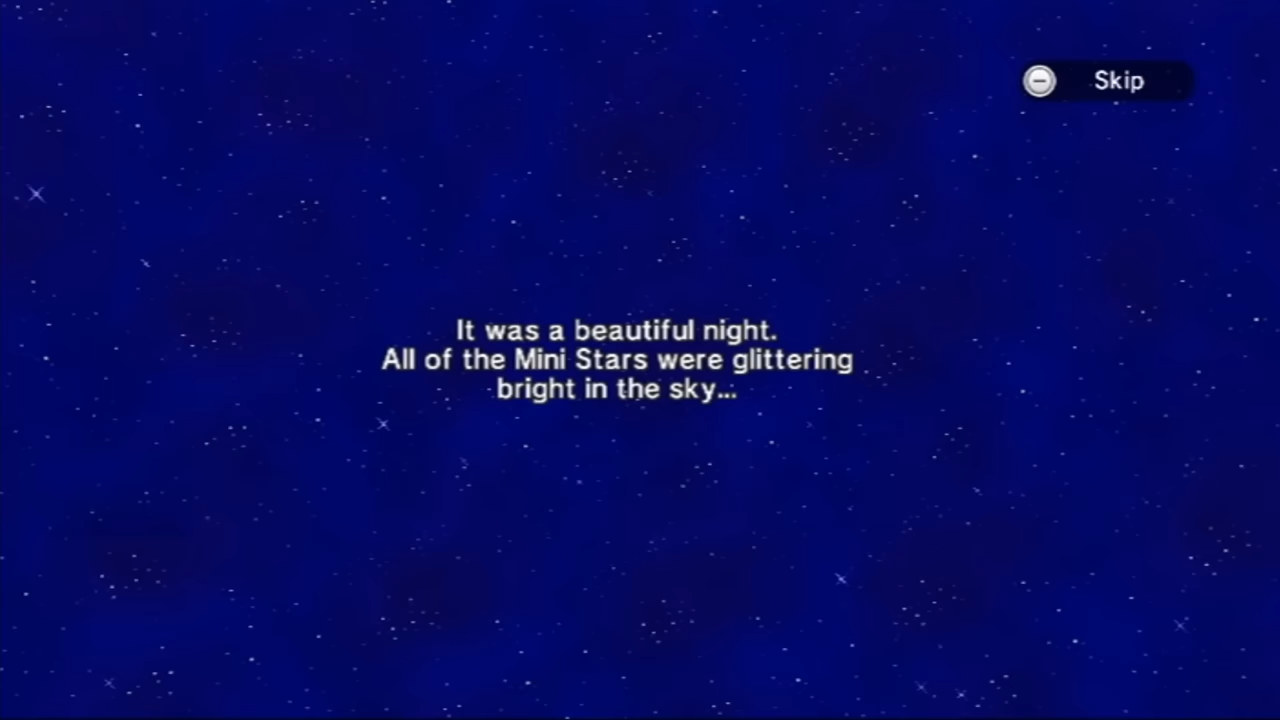 Skip
It was a beautiful night.
All of the Mini Stars were glittering
bright in the sky...